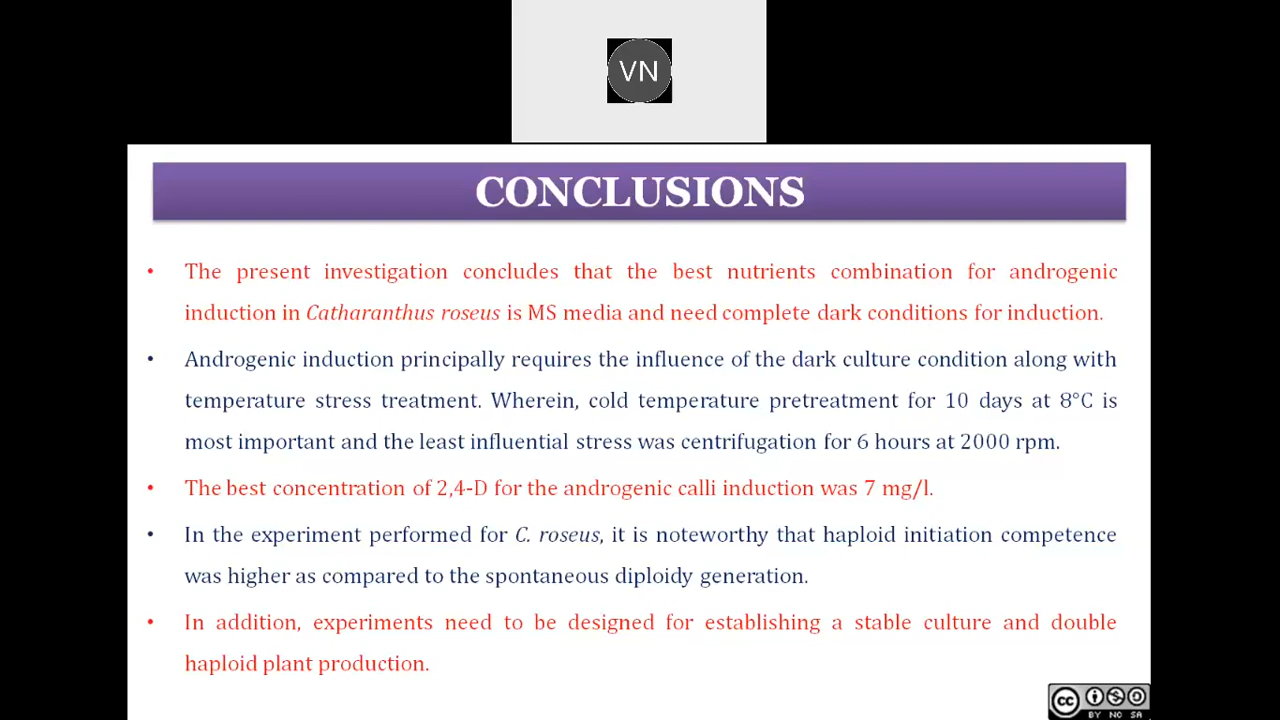 VN
CONCLUSIONS
• The present investigation concludes that the best nutrients combination for androgenic
induction in Catharanthus roseus is MS media and need complete dark conditions for induction.
• Androgenic induction principally requires the influence of the dark culture condition along with
temperature stress treatment. Wherein, cold temperature pretreatment for 10 days at 8°C is
most important and the least influential stress was centrifugation for 6 hours at 2000 rpm.
• The best concentration of 2,4-D for the androgenic calli induction was 7 mg/l.
• In the experiment performed for C. roseus, it is noteworthy that haploid initiation competence
was higher as compared to the spontaneous diploidy generation.
• In addition, experiments need to be designed for establishing a stable culture and double
haploid plant production.
cc
BY NC SA